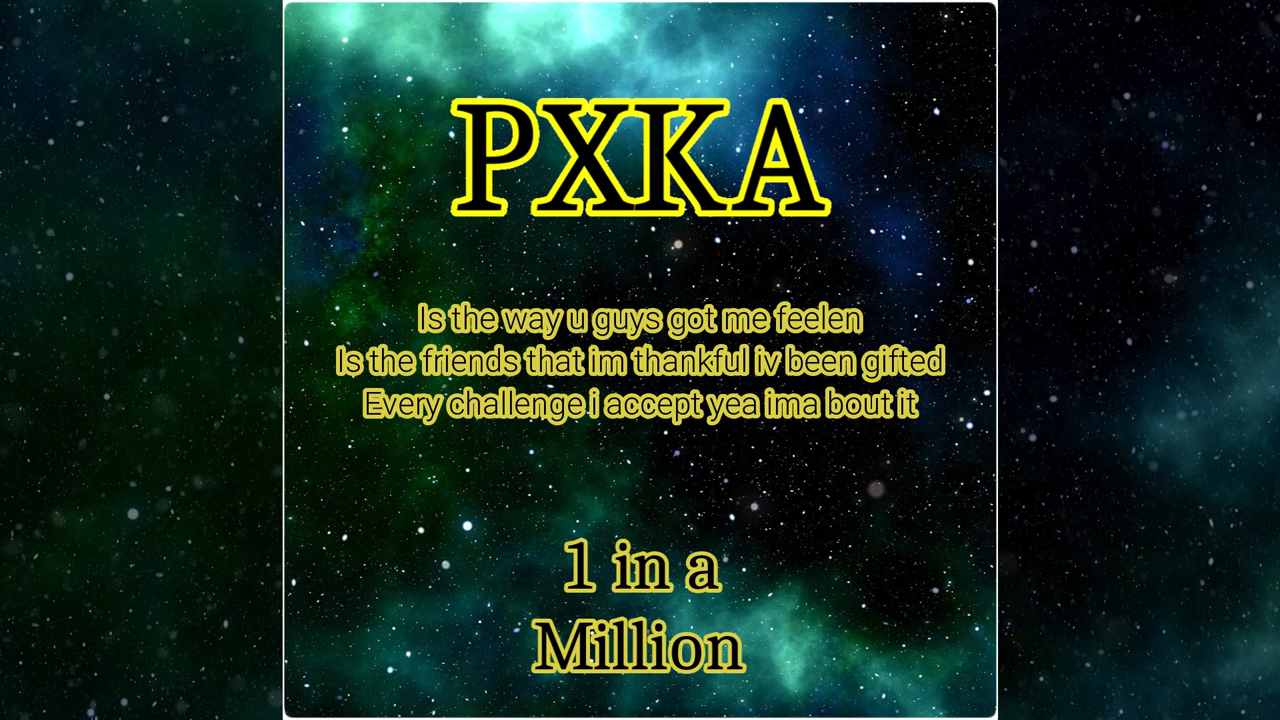 PXKA
Is the way u guys got me feelen
Is the friends that im thankful iv been gifted
Every challenge i accept yea ima bout it
1 in a
Million